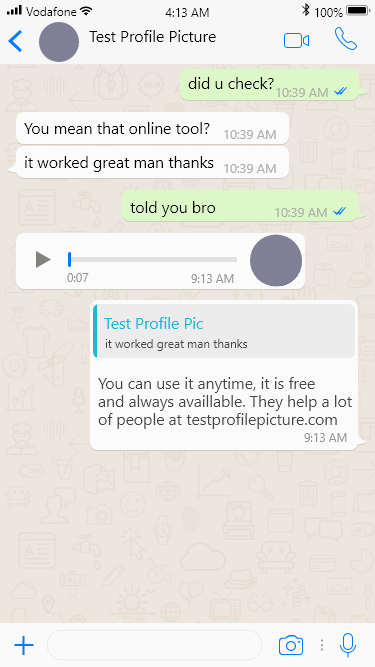 Vodafone 4:13 AM 100%
Test Profile Picture
did u check? 10:39 AM
You mean that online tool? 10:39 AM
it worked great man thanks 10:39 AM
told you bro 10:39 AM
0:07 9:13 AM
Test Profile Pic
it worked great man thanks
You can use it anytime, it is free
and always availlable. They help a lot
of people at testprofilepicture.com
9:13 AM